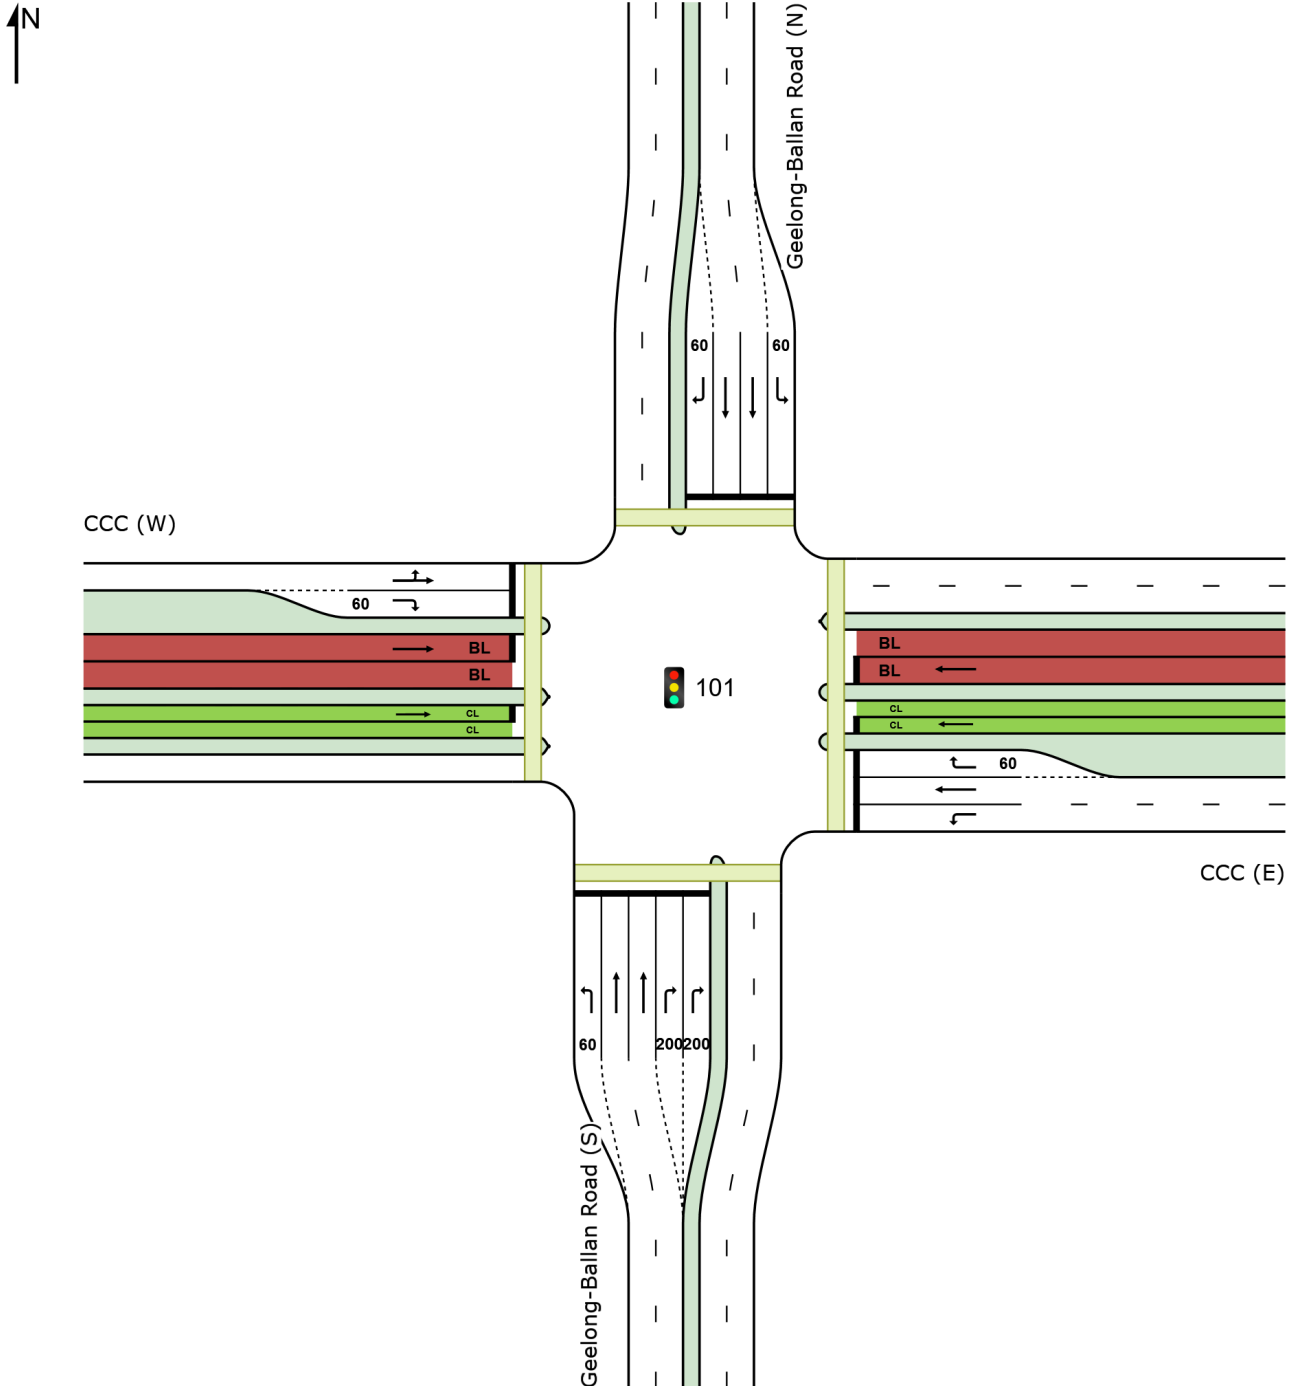 N
Geelong-Ballan Road (N)
60 60
CCC (W)
60
BL
BL
CL
CL
101
BL
BL
CL
CL
60
CCC (E)
60 200 200
Geelong-Ballan Road (S)